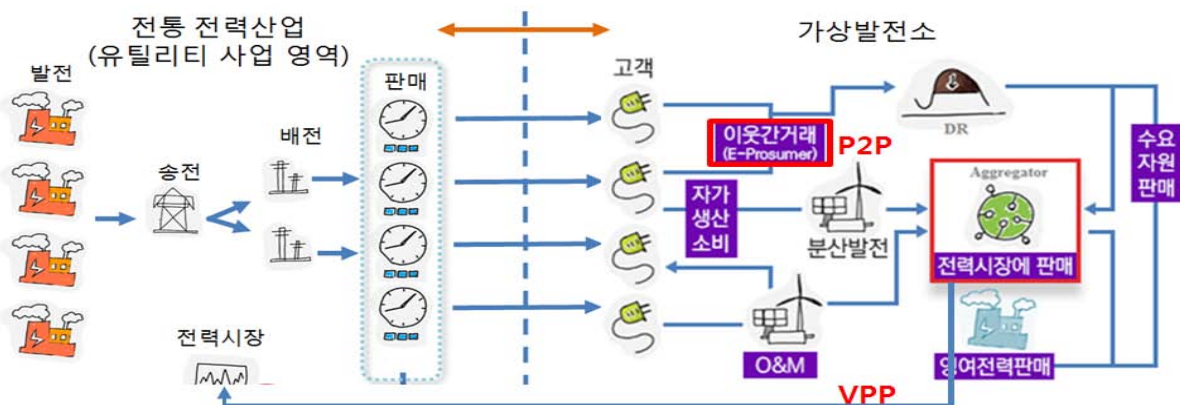 전통 전력산업
(유틸리티 사업 영역)
가상발전소
발전
송전
배전
판매
고객
이웃간거래
(E-Prosumer)
P2P
DR
수요
자원
판매
자가
생산
소비
분산발전
Aggregator
전력시장에 판매
O&M
잉여전력판매
전력시장
VPP